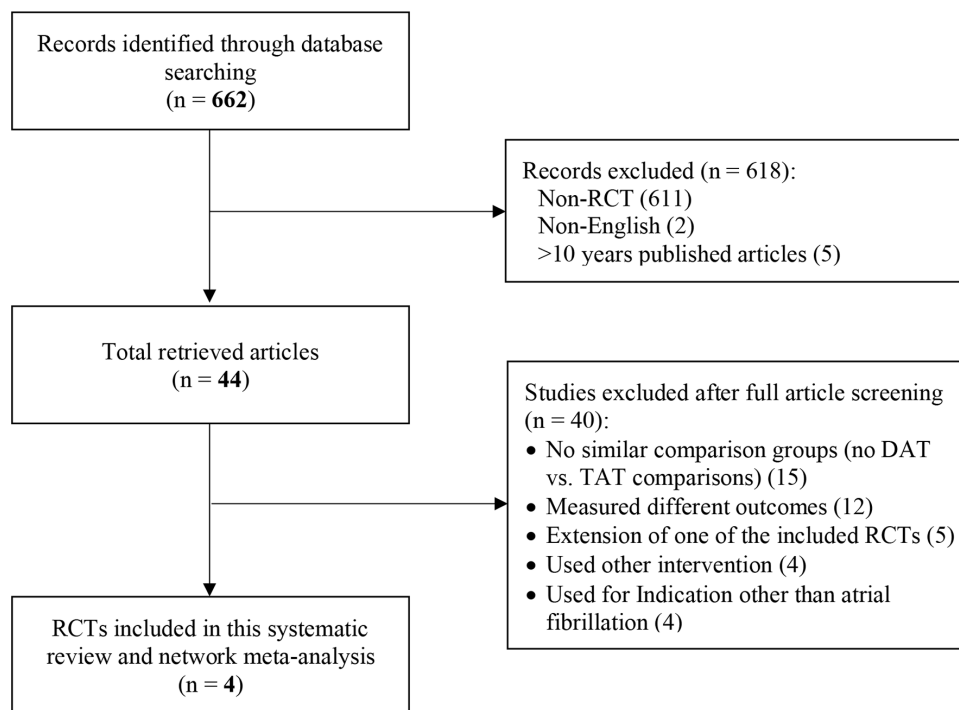 Records identified through database
searching
(n = 662)
Records excluded (n = 618):
Non-RCT (611)
Non-English (2)
>10 years published articles (5)
Total retrieved articles
(n = 44)
Studies excluded after full article screening
(n = 40):
• No similar comparison groups (no DAT
vs. TAT comparisons) (15)
• Measured different outcomes (12)
• Extension of one of the included RCTs (5)
• Used other intervention (4)
• Used for Indication other than atrial
fibrillation (4)
RCTs included in this systematic
review and network meta-analysis
(n = 4)